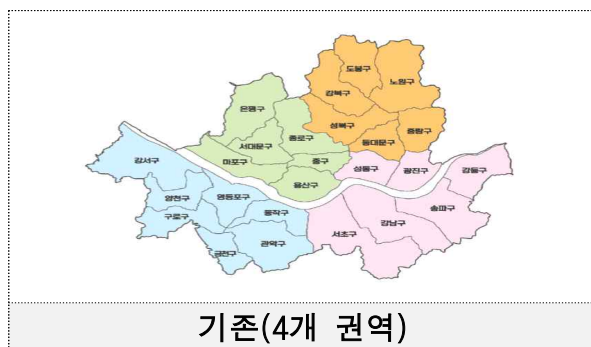 도봉구
노원구
강북구
은평구
성북구
중랑구
종로구
동대문구
서대문구
강서구
마포구
중구
성동구
광진구
강동구
용산구
양천구
영등포구
송파구
동작구
구로구
강남구
서초구
관악구
금천구
기존(4개 권역)